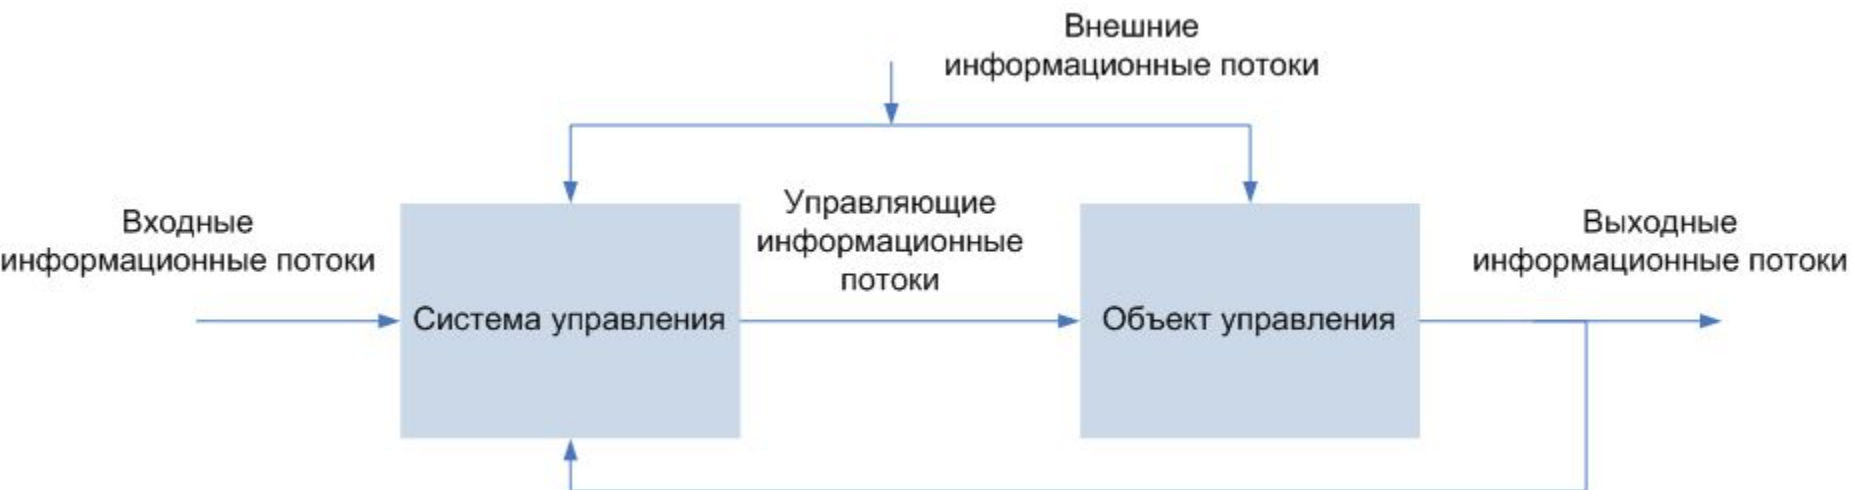 Внешние
информационные потоки
Входные
информационные потоки
Управляющие
информационные
потоки
Выходные
информационные потоки
Система управления
Объект управления